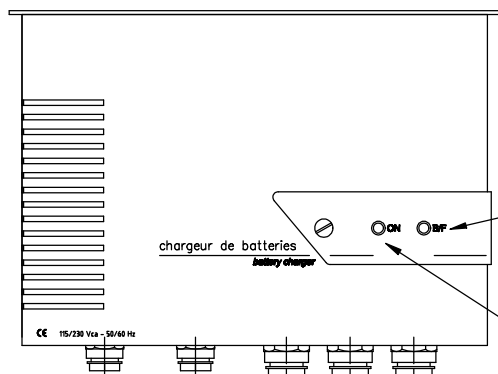 ON B/F
chargeur de batteries
battery charger
CE 115/230 Vca - 50/60 Hz